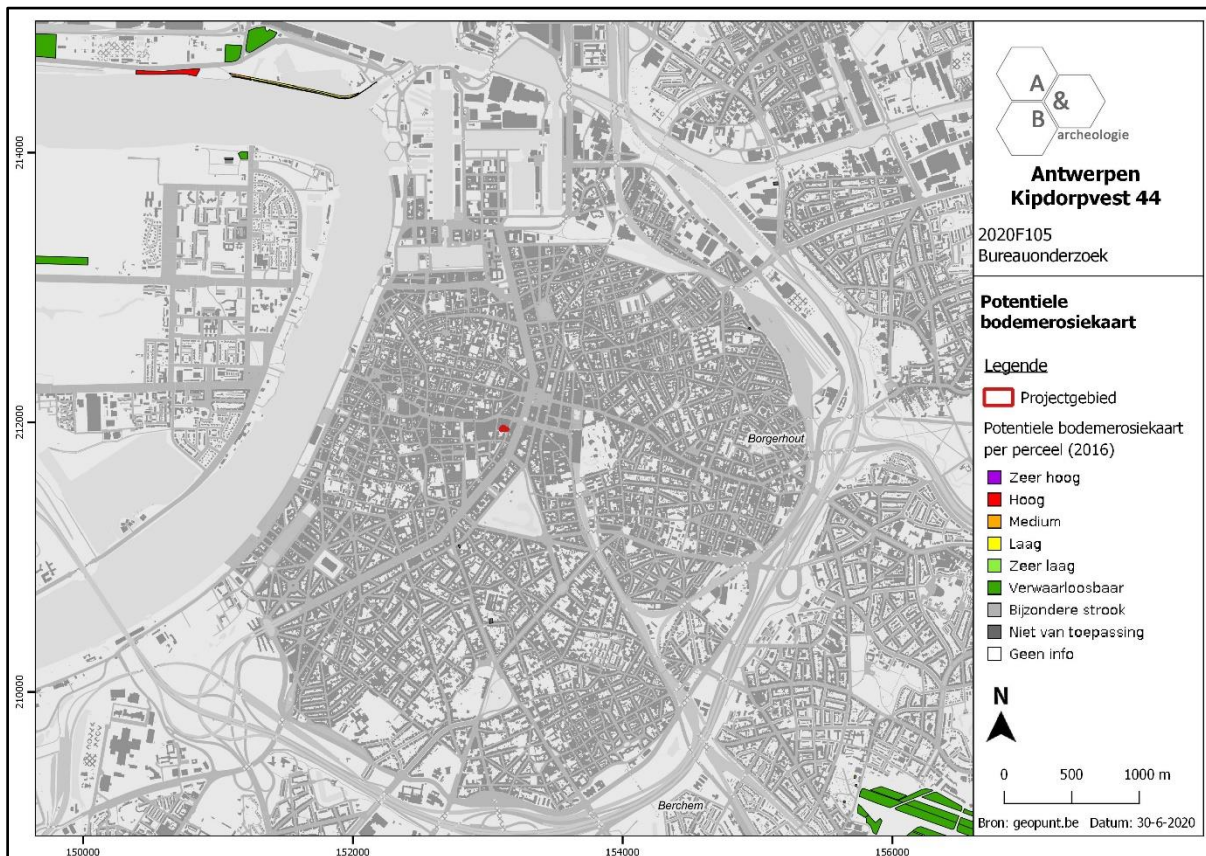 A
&
B
archeologie
Antwerpen
Kipdorpvest 44
2020F105
Bureauonderzoek
Potentiele
bodemerosiekaart
Legende
Projectgebied
Potentiele bodemerosiekaart
per perceel (2016)
Zeer hoog
Hoog
Medium
Laag
Zeer laag
Verwaarloosbaar
Bijzondere strook
Niet van toepassing
Geen info
N
0 500 1000 m
Bron: geopunt.be Datum: 30-6-2020
214000
212000
210000
Borgerhout
Berchem
150000 152000 154000 156000